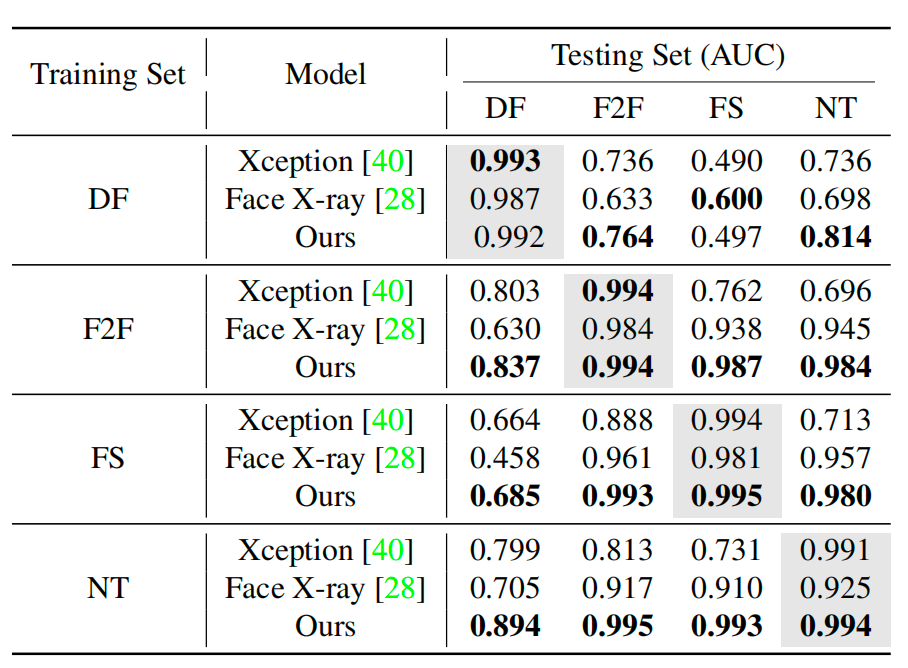 Training Set Model Testing Set (AUC)
DF F2F FS NT
DF Xception [40] 0.993 0.736 0.490 0.736
Face X-ray [28] 0.987 0.633 0.600 0.698
Ours 0.992 0.764 0.497 0.814
F2F Xception [40] 0.803 0.994 0.762 0.696
Face X-ray [28] 0.630 0.984 0.938 0.945
Ours 0.837 0.994 0.987 0.984
FS Xception [40] 0.664 0.888 0.994 0.713
Face X-ray [28] 0.458 0.961 0.981 0.957
Ours 0.685 0.993 0.995 0.980
NT Xception [40] 0.799 0.813 0.731 0.991
Face X-ray [28] 0.705 0.917 0.910 0.925
Ours 0.894 0.995 0.993 0.994